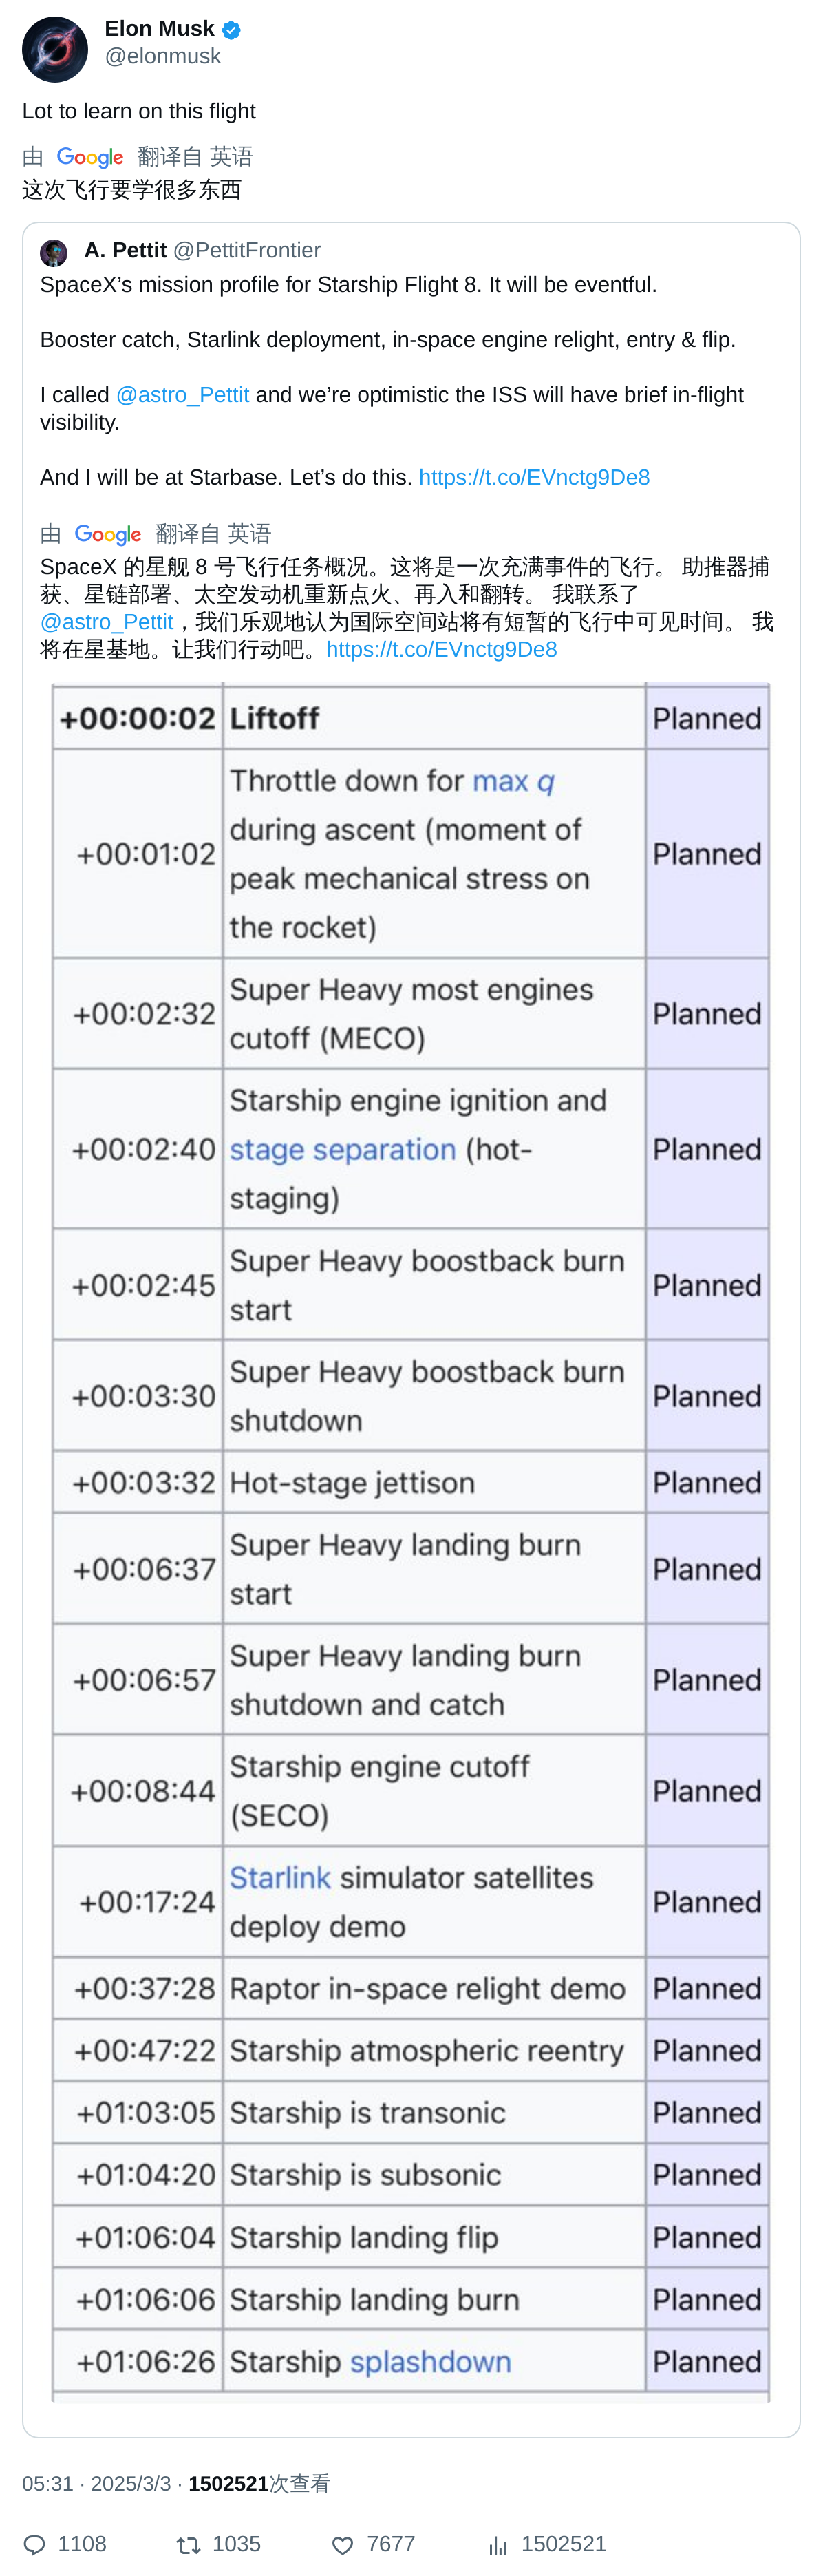 Elon Musk
@elonmusk
Lot to learn on this flight
由 Google 翻译自 英语
这次飞行要学很多东西
A. Pettit @PettitFrontier
SpaceX’s mission profile for Starship Flight 8. It will be eventful.
Booster catch, Starlink deployment, in-space engine relight, entry & flip.
I called @astro_Pettit and we’re optimistic the ISS will have brief in-flight
visibility.
And I will be at Starbase. Let’s do this. https://t.co/EVnctg9De8
由 Google 翻译自 英语
SpaceX 的星舰 8 号飞行任务概况。这将是一次充满事件的飞行。 助推器捕
获、星链部署、太空发动机重新点火、再入和翻转。 我联系了
@astro_Pettit，我们乐观地认为国际空间站将有短暂的飞行中可见时间。 我
将在星基地。让我们行动吧。https://t.co/EVnctg9De8
+00:00:02 Liftoff Planned
Throttle down for max q
during ascent (moment of
+00:01:02 Planned
peak mechanical stress on
the rocket)
Super Heavy most engines
+00:02:32 Planned
cutoff (MECO)
Starship engine ignition and
+00:02:40 stage separation (hot- Planned
staging)
Super Heavy boostback burn
+00:02:45 Planned
start
Super Heavy boostback burn
+00:03:30 Planned
shutdown
+00:03:32 Hot-stage jettison Planned
Super Heavy landing burn
+00:06:37 Planned
start
Super Heavy landing burn
+00:06:57 Planned
shutdown and catch
Starship engine cutoff
+00:08:44 Planned
(SECO)
Starlink simulator satellites
+00:17:24 Planned
deploy demo
+00:37:28 Raptor in-space relight demo Planned
+00:47:22 Starship atmospheric reentry Planned
+01:03:05 Starship is transonic Planned
+01:04:20 Starship is subsonic Planned
+01:06:04 Starship landing flip Planned
+01:06:06 Starship landing burn Planned
+01:06:26 Starship splashdown Planned
05:31 · 2025/3/3 · 1502521次查看
1108 1035 7677 1502521